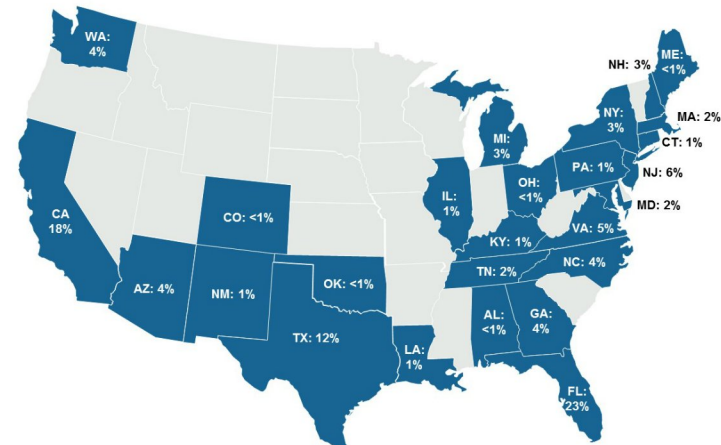 WA:
4%
ME:
<1%
NH: 3%
NY:
3%
MA: 2%
MI:
3%
CT: 1%
PA: 1%
NJ: 6%
OH:
<1%
IL:
1%
MD: 2%
CA
18%
CO: <1%
VA: 5%
KY: 1%
NC: 4%
TN: 2%
AZ: 4%
NM: 1%
OK: <1%
AL:
<1%
GA:
4%
TX: 12%
LA:
1%
FL:
23%